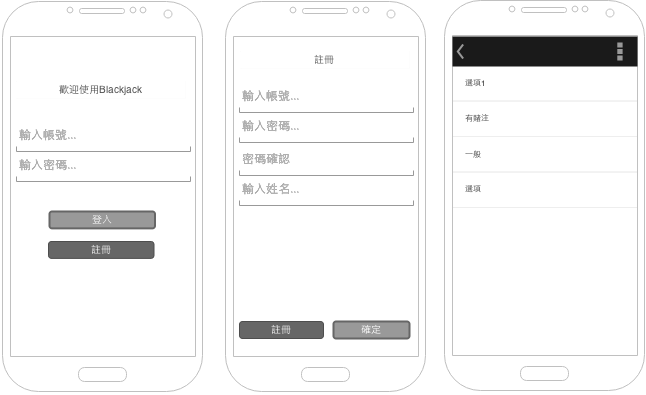 歡迎使用Blackjack
輸入帳號...
輸入密碼...
登入
註冊
註冊
輸入帳號...
輸入密碼...
密碼確認
輸入姓名...
註冊
確定
選項1
有賭注
一般
選項